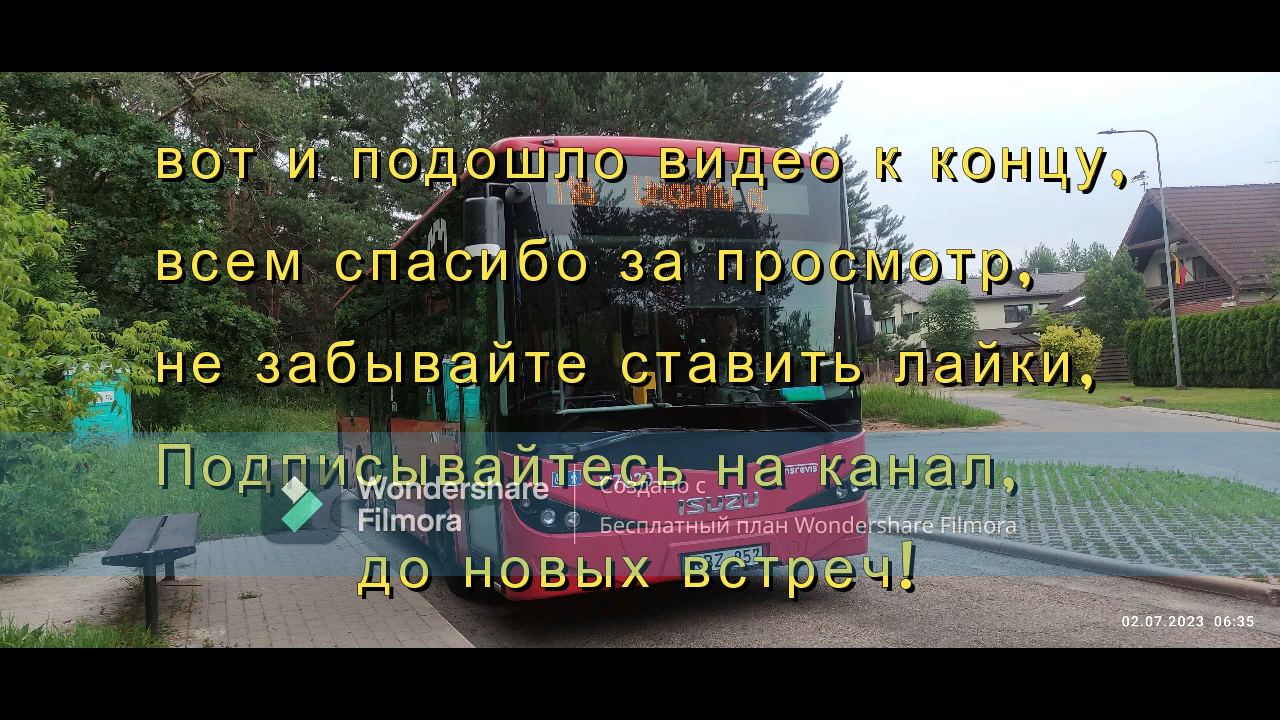 вот и подошло видео к концу,
всем спасибо за просмотр,
не забывайте ставить лайки,
Подписывайтесь на канал,
до новых встреч!
Wondershare
Filmora
Создано с
Бесплатный план Wondershare Filmora
ISUZU
02.07.2023 06:35